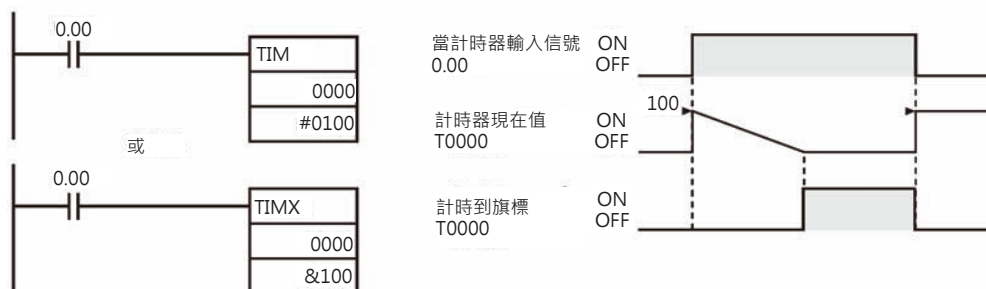 0.00
TIM
0000
#0100
或
0.00
TIMX
0000
&100
當計時器輸入信號 ON
0.00 OFF
100
計時器現在值 ON
T0000 OFF
計時到旗標 ON
T0000 OFF